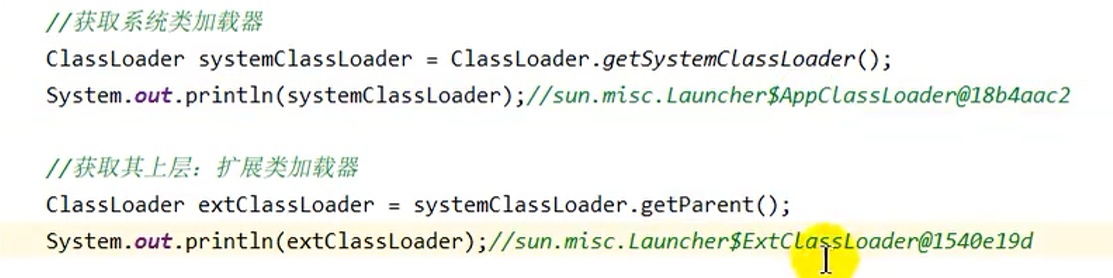 //获取系统类加载器
ClassLoader systemClassLoader = ClassLoader.getSystemClassLoader();
System.out.println(systemClassLoader);//sun.misc.Launcher$AppClassLoader@18b4aac2
//获取其上层：扩展类加载器
ClassLoader extClassLoader = systemClassLoader.getParent();
System.out.println(extClassLoader);//sun.misc.Launcher$ExtClassLoader@1540e19d